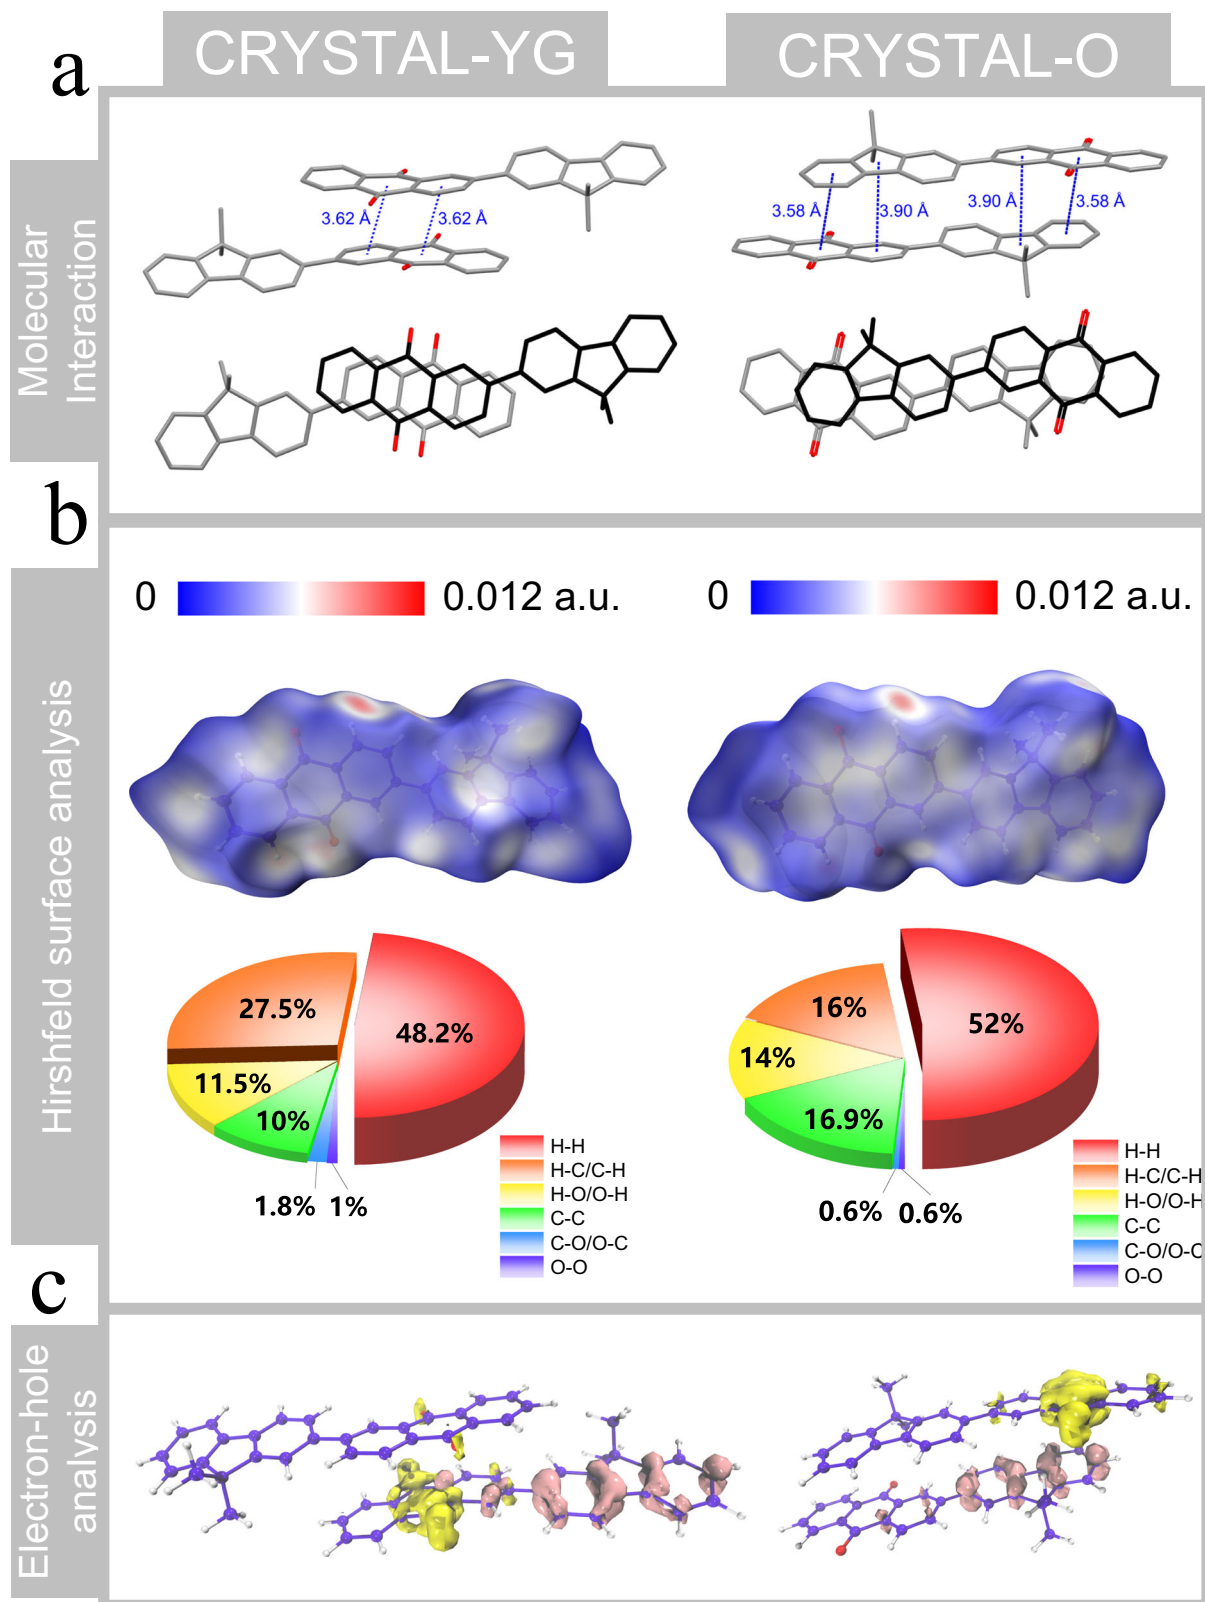 CRYSTAL-YG
CRYSTAL-O
a
Molecular
Interaction
3.62 Å
3.62 Å
3.58 Å
3.90 Å
3.90 Å
3.58 Å
b
Hirshfeld surface analysis
0
0.012 a.u.
0
0.012 a.u.
27.5%
48.2%
11.5%
10%
1.8%
1%
H-H
H-C/C-H
H-O/O-H
C-C
C-O/O-C
O-O
16%
52%
14%
16.9%
0.6%
0.6%
H-H
H-C/C-H
H-O/O-H
C-C
C-O/O-C
O-O
c
Electron-hole
analysis